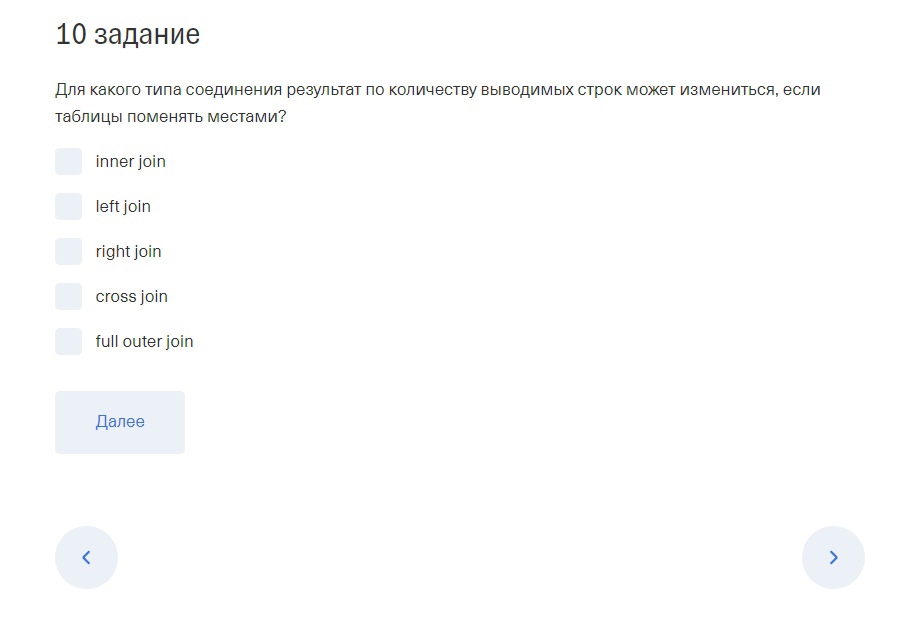 10 задание
Для какого типа соединения результат по количеству выводимых строк может измениться, если
таблицы поменять местами?
inner join
left join
right join
cross join
full outer join
Далее